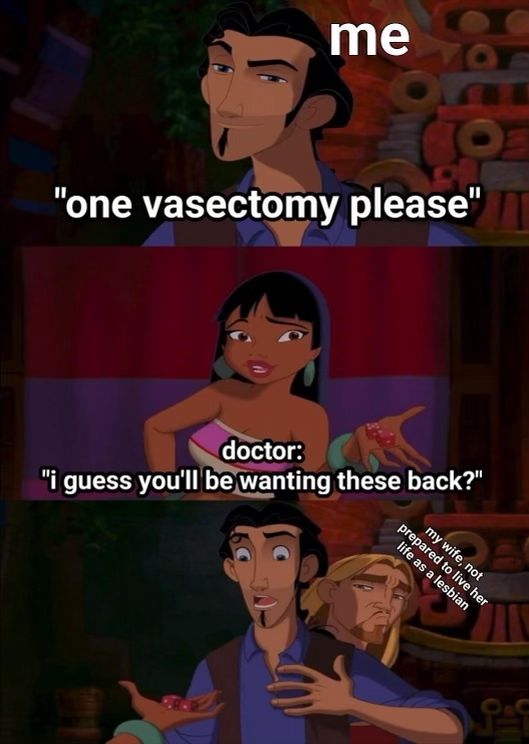 me
"one vasectomy please"
doctor:
"i guess you'll be wanting these back?"
my wife, not
prepared to live her
life as a lesbian